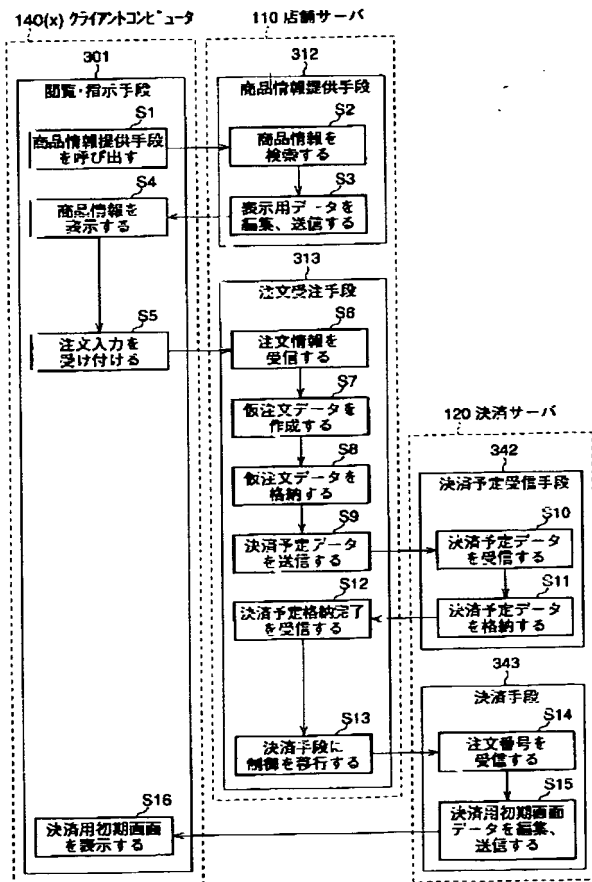 140(x) クライアントコンピュータ
110 店舗サーバ
301
閲覧・指示手段
312
商品情報提供手段
S1
商品情報提供手段
を呼び出す
S2
商品情報を
検索する
S3
表示用データを
編集、送信する
S4
商品情報を
表示する
313
注文受注手段
S5
注文入力を
受け付ける
S6
注文情報を
受信する
S7
仮注文データを
作成する
S8
仮注文データを
格納する
S9
決済予定データ
を送信する
120 決済サーバ
342
決済予定受信手段
S10
決済予定データを
受信する
S11
決済予定データを
格納する
S12
決済予定格納完了
を受信する
S13
決済手段に
制御を移行する
343
決済手段
S14
注文番号を
受信する
S15
決済用初期画面
データを編集、
送信する
S16
決済用初期画面
を表示する